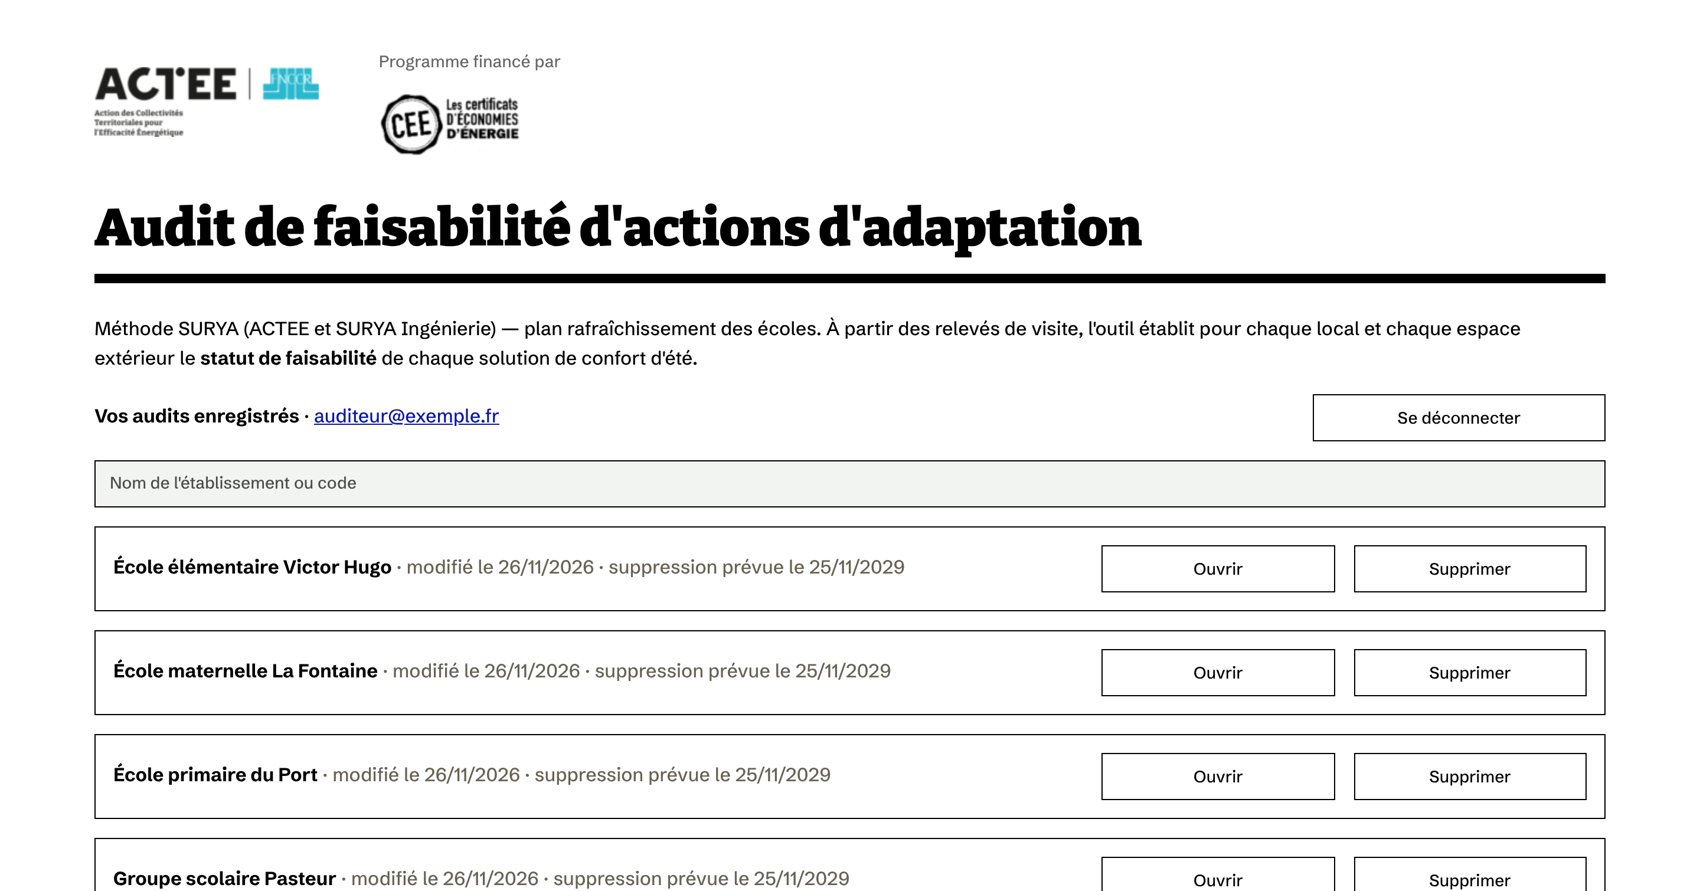 ACTEE
FNCCR
Action des Collectivités
Territoriales pour
l'Efficacité Énergétique
Programme financé par
CEE
Les certificats
D'ÉCONOMIES
D'ÉNERGIE
Audit de faisabilité d'actions d'adaptation
Méthode SURYA (ACTEE et SURYA Ingénierie) — plan rafraîchissement des écoles. À partir des relevés de visite, l'outil établit pour chaque local et chaque espace
extérieur le statut de faisabilité de chaque solution de confort d'été.
Vos audits enregistrés · auditeur@exemple.fr
Se déconnecter
Nom de l'établissement ou code
École élémentaire Victor Hugo · modifié le 26/11/2026 · suppression prévue le 25/11/2029
Ouvrir
Supprimer
École maternelle La Fontaine · modifié le 26/11/2026 · suppression prévue le 25/11/2029
Ouvrir
Supprimer
École primaire du Port · modifié le 26/11/2026 · suppression prévue le 25/11/2029
Ouvrir
Supprimer
Groupe scolaire Pasteur · modifié le 26/11/2026 · suppression prévue le 25/11/2029
Ouvrir
Supprimer